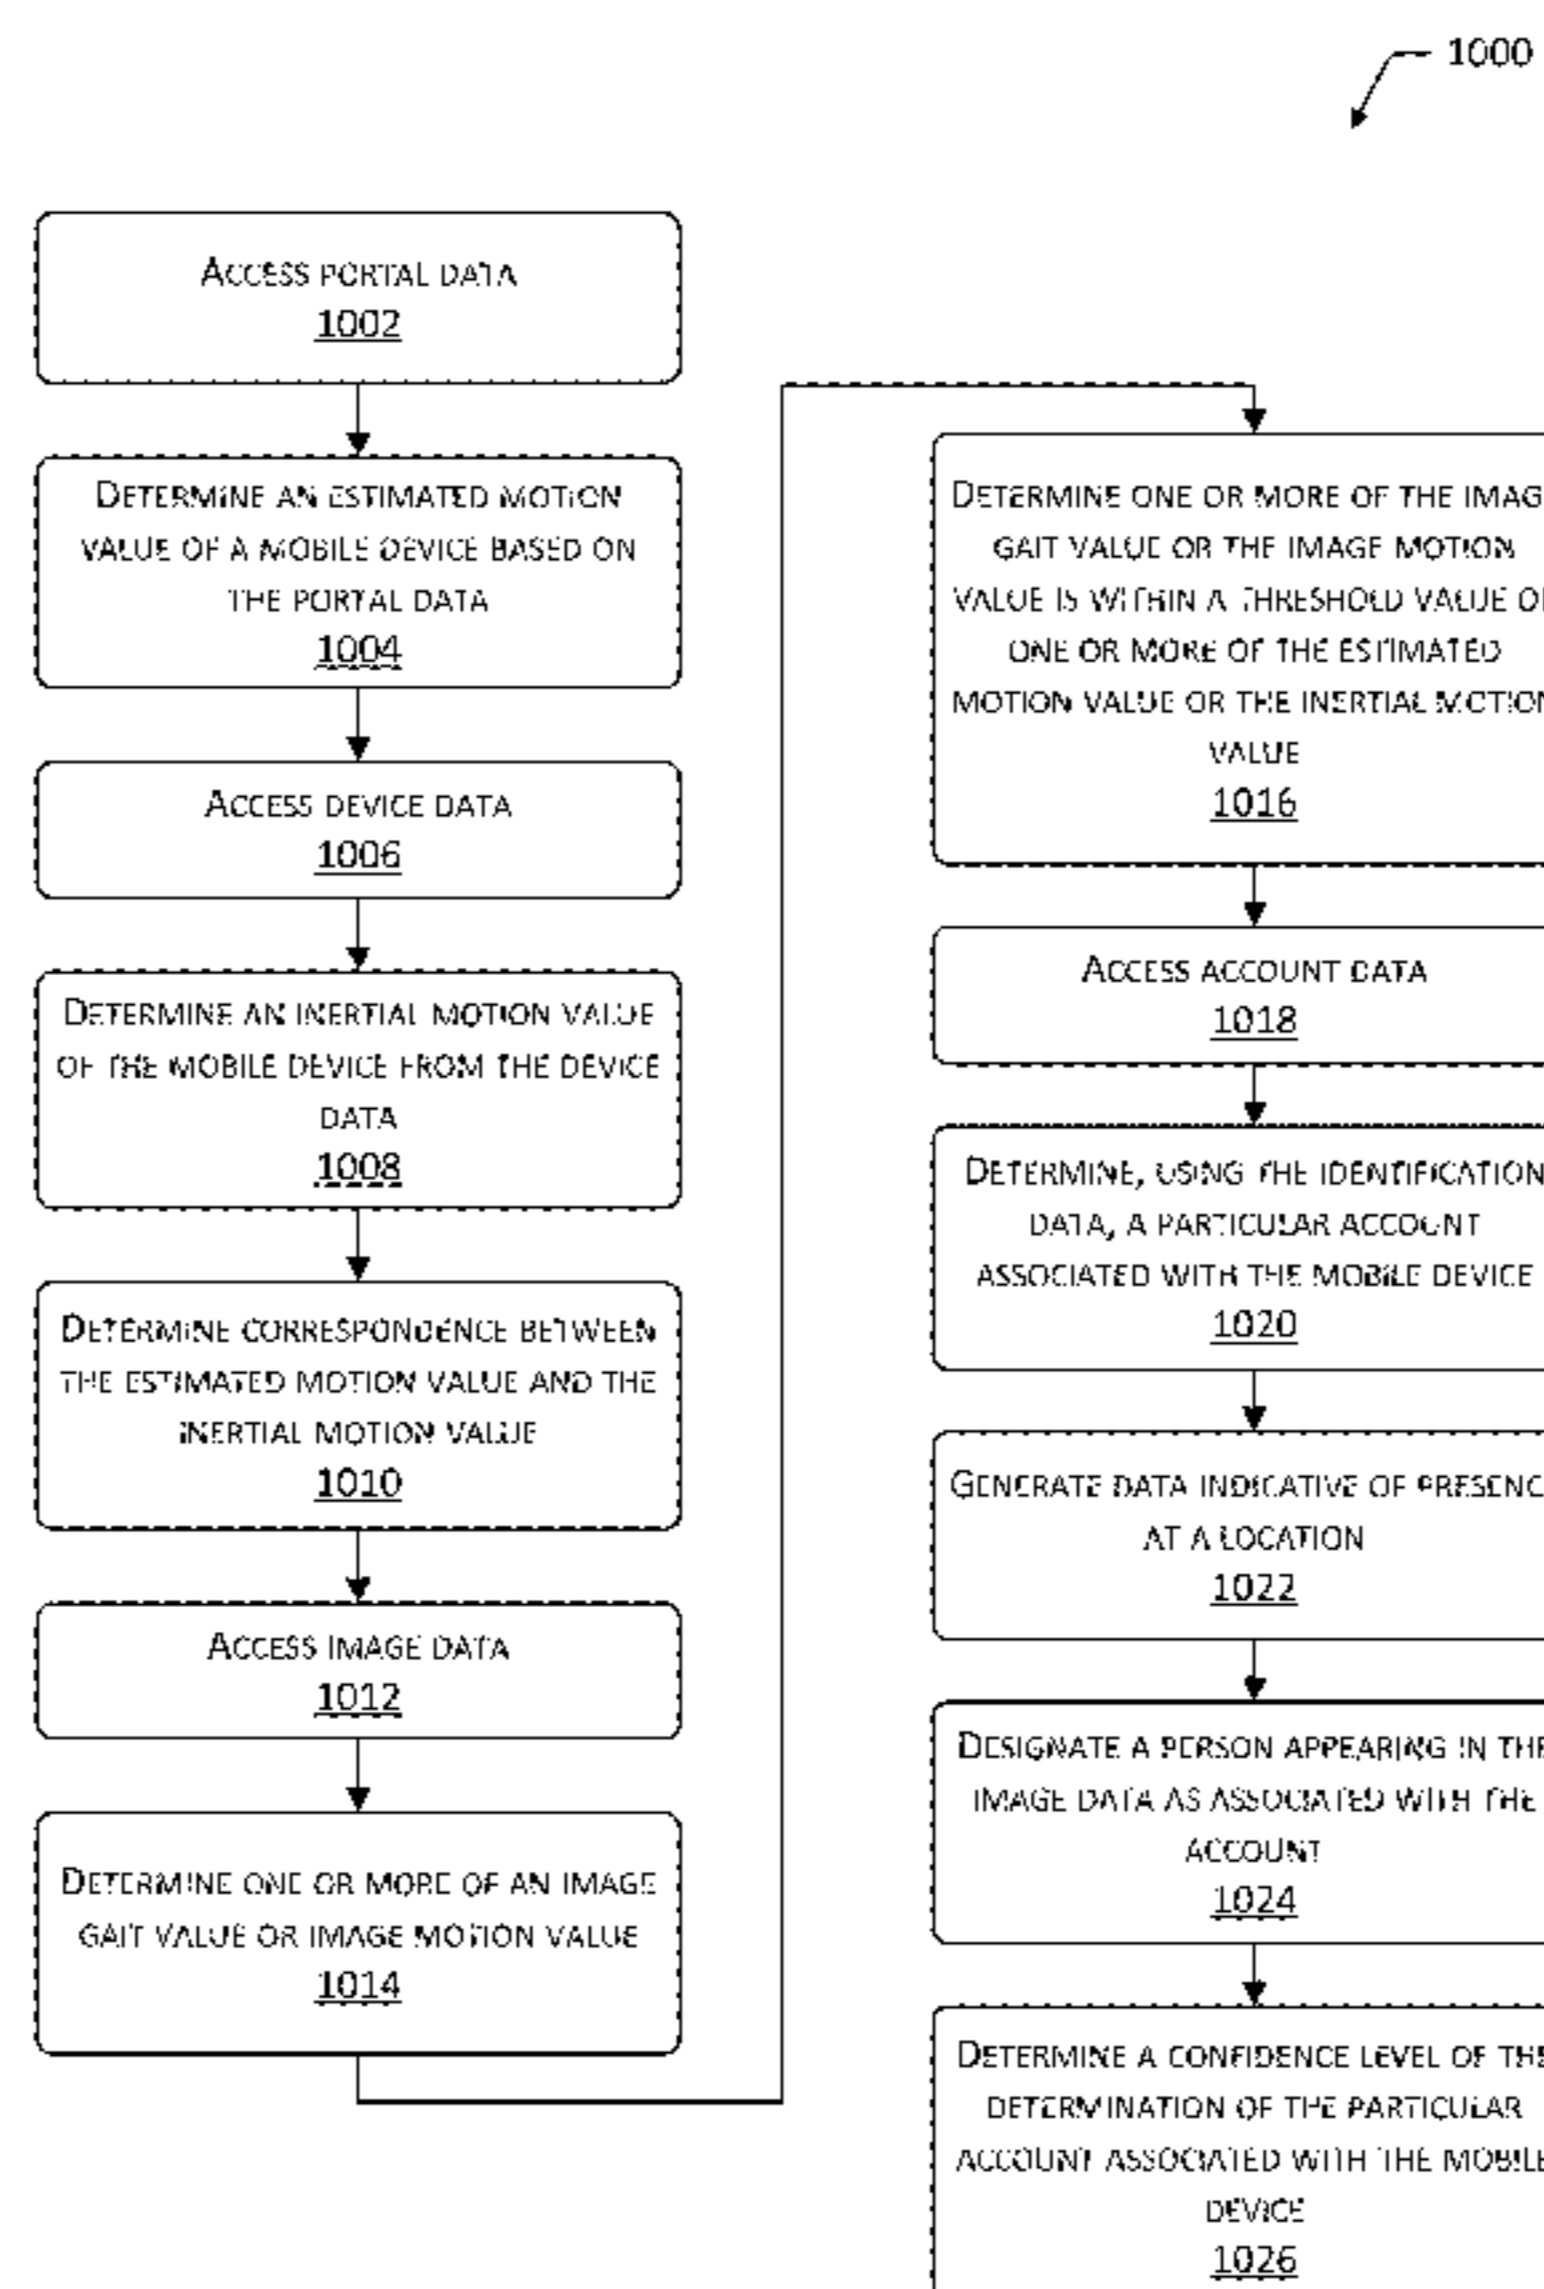 1000
Access portal data
1002
Determine an estimated motion
value of a mobile device based on
the portal data
1004
Access device data
1006
Determine an inertial motion value
of the mobile device from the device
data
1008
Determine correspondence between
the estimated motion value and the
inertial motion value
1010
Access image data
1012
Determine one or more of an image
gait value or image motion value
1014
Determine one or more of the imag
gait value or the image motion
value is within a threshold value o
one or more of the estimated
motion value or the inertial motion
value
1016
Access account data
1018
Determine, using the identification
data, a particular account
associated with the mobile device
1020
Generate data indicative of presenc
at a location
1022
Designate a person appearing in the
image data as associated with the
account
1024
Determine a confidence level of the
determination of the particular
account associated with the mobile
device
1026